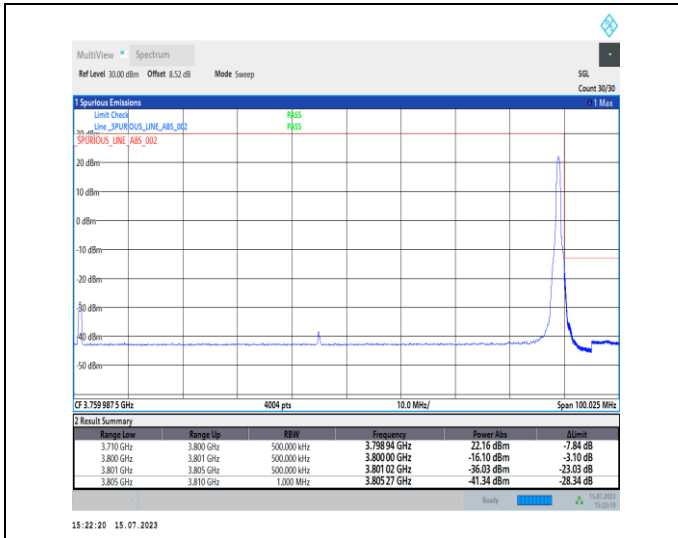 MultiView Spectrum
Ref Level 30.00 dBm Offset 8.52 dB Mode Sweep SGL
Count 30/30
1 Spurious Emissions 1 Max
Limit Check PASS
Line _SPURIOUS_LINE_ABS_002 PASS
_SPURIOUS_LINE_ABS_002
20 dBm
10 dBm
0 dBm
-10 dBm
-20 dBm
-30 dBm
-40 dBm
-50 dBm
CF 3.759 987 5 GHz 4004 pts 10.0 MHz/ Span 100.025 MHz
2 Result Summary
Range Low Range Up RBW Frequency Power Abs ΔLimit
3.710 GHz 3.800 GHz 500.000 kHz 3.798 94 GHz 22.16 dBm -7.84 dB
3.800 GHz 3.801 GHz 500.000 kHz 3.800 00 GHz -16.10 dBm -3.10 dB
3.801 GHz 3.805 GHz 500.000 kHz 3.801 02 GHz -36.03 dBm -23.03 dB
3.805 GHz 3.810 GHz 1.000 MHz 3.805 27 GHz -41.34 dBm -28.34 dB
Ready 15.07.2023
15:22:19
15:22:20 15.07.2023